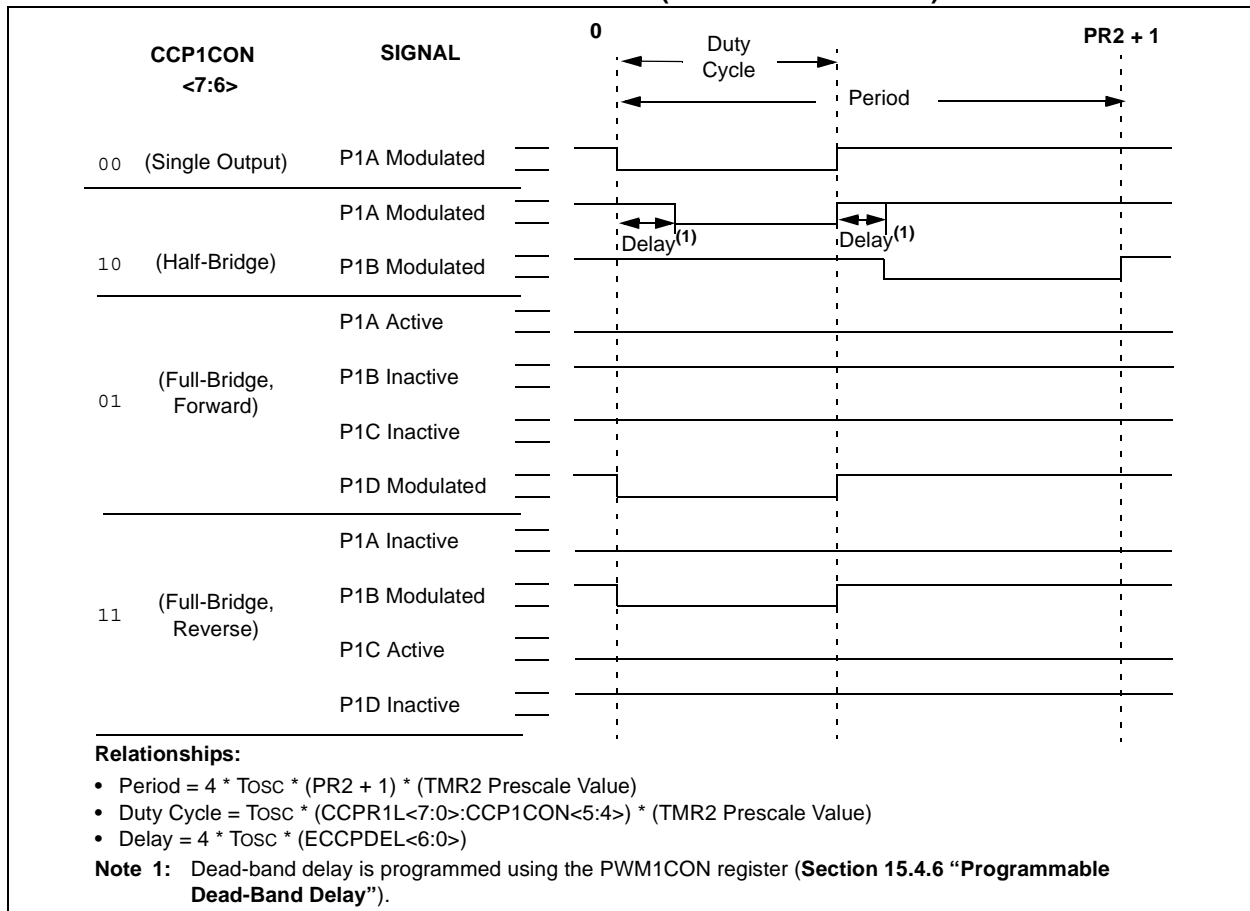 0 Duty Cycle PR2 + 1
CCP1CON <7:6> SIGNAL
Period
00 (Single Output) P1A Modulated
P1A Modulated
Delay(1) Delay(1)
10 (Half-Bridge) P1B Modulated
P1A Active
01 (Full-Bridge, Forward) P1B Inactive
P1C Inactive
P1D Modulated
P1A Inactive
11 (Full-Bridge, Reverse) P1B Modulated
P1C Active
P1D Inactive
Relationships:
• Period = 4 * TOSC * (PR2 + 1) * (TMR2 Prescale Value)
• Duty Cycle = TOSC * (CCPR1L<7:0>:CCP1CON<5:4>) * (TMR2 Prescale Value)
• Delay = 4 * TOSC * (ECCPDEL<6:0>)
Note 1: Dead-band delay is programmed using the PWM1CON register (Section 15.4.6 “Programmable
Dead-Band Delay”).